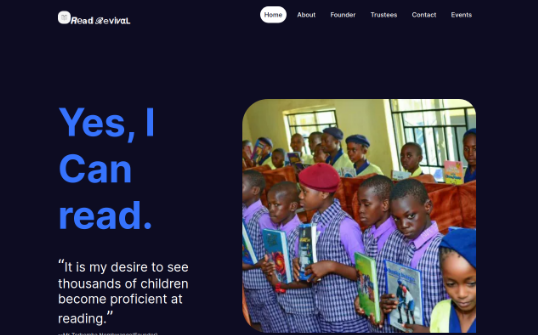 Read Revival
Home About Founder Trustees Contact Events
Yes, I
Can
read.
“It is my desire to see
thousands of children
become proficient at
reading.”